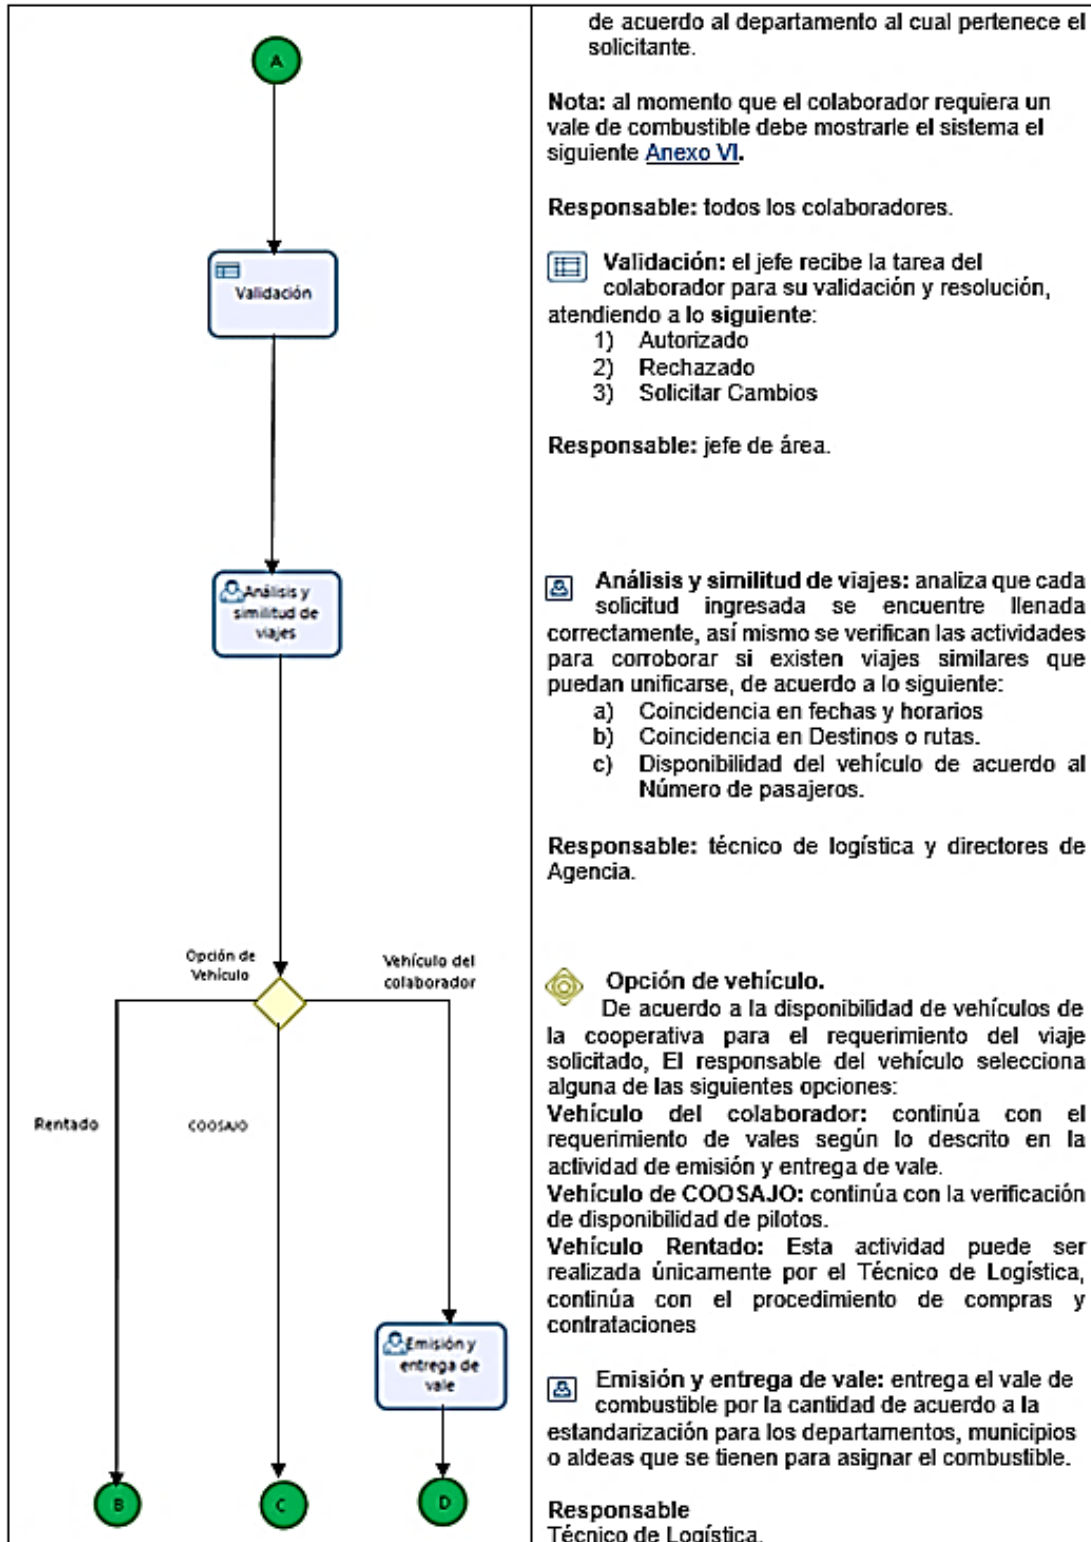 A
Validación
Análisis y
similitud de
viajes
Opción de
Vehículo
Vehículo del
colaborador
Rentado
COOSAJO
Emisión y
entrega de
vale
B
C
D
de acuerdo al departamento al cual pertenece el
solicitante.
Nota: al momento que el colaborador requiera un
vale de combustible debe mostrarle el sistema el
siguiente Anexo VI.
Responsable: todos los colaboradores.
Validación: el jefe recibe la tarea del
colaborador para su validación y resolución,
atendiendo a lo siguiente:
1) Autorizado
2) Rechazado
3) Solicitar Cambios
Responsable: jefe de área.
Análisis y similitud de viajes: analiza que cada
solicitud ingresada se encuentre llenada
correctamente, así mismo se verifican las actividades
para corroborar si existen viajes similares que
puedan unificarse, de acuerdo a lo siguiente:
a) Coincidencia en fechas y horarios
b) Coincidencia en Destinos o rutas.
c) Disponibilidad del vehículo de acuerdo al
Número de pasajeros.
Responsable: técnico de logística y directores de
Agencia.
Opción de vehículo.
De acuerdo a la disponibilidad de vehículos de
la cooperativa para el requerimiento del viaje
solicitado, El responsable del vehículo selecciona
alguna de las siguientes opciones:
Vehículo del colaborador: continúa con el
requerimiento de vales según lo descrito en la
actividad de emisión y entrega de vale.
Vehículo de COOSAJO: continúa con la verificación
de disponibilidad de pilotos.
Vehículo Rentado: Esta actividad puede ser
realizada únicamente por el Técnico de Logística,
continúa con el procedimiento de compras y
contrataciones
Emisión y entrega de vale: entrega el vale de
combustible por la cantidad de acuerdo a la
estandarización para los departamentos, municipios
o aldeas que se tienen para asignar el combustible.
Responsable
Técnico de Logística.